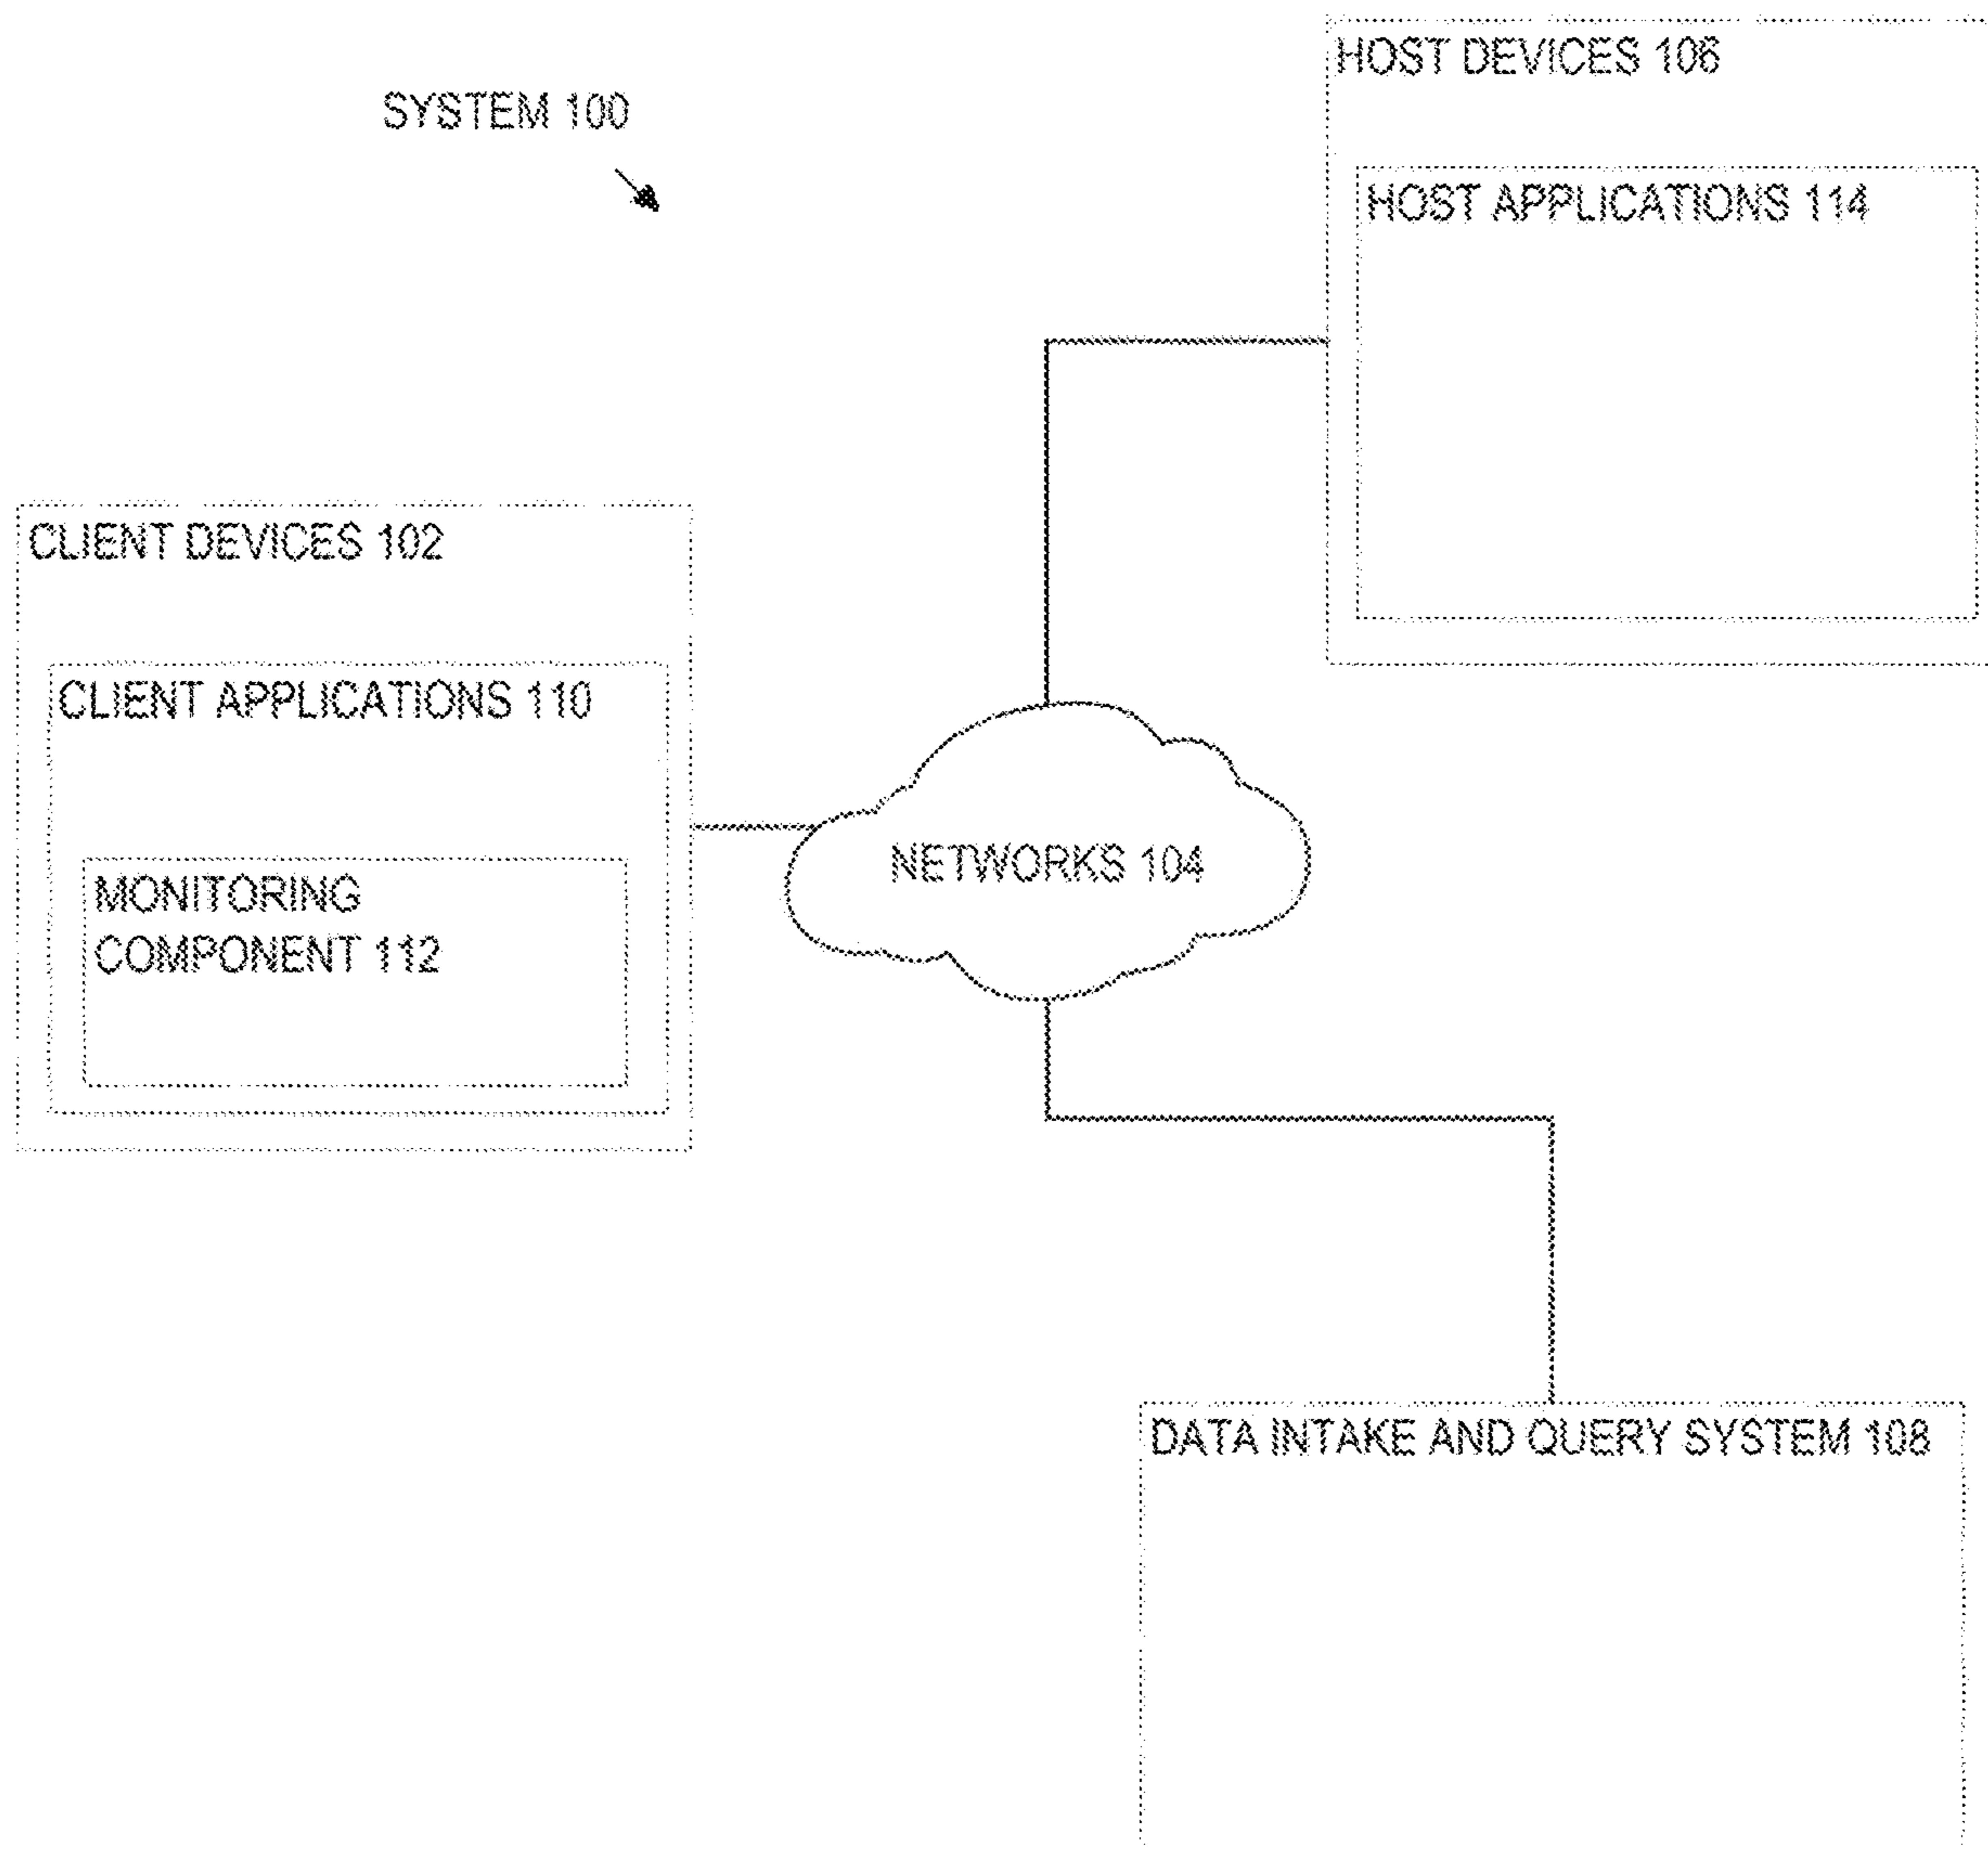 SYSTEM 100
HOST DEVICES 106
HOST APPLICATIONS 114
CLIENT DEVICES 102
CLIENT APPLICATIONS 110
MONITORING
COMPONENT 112
NETWORKS 104
DATA INTAKE AND QUERY SYSTEM 108